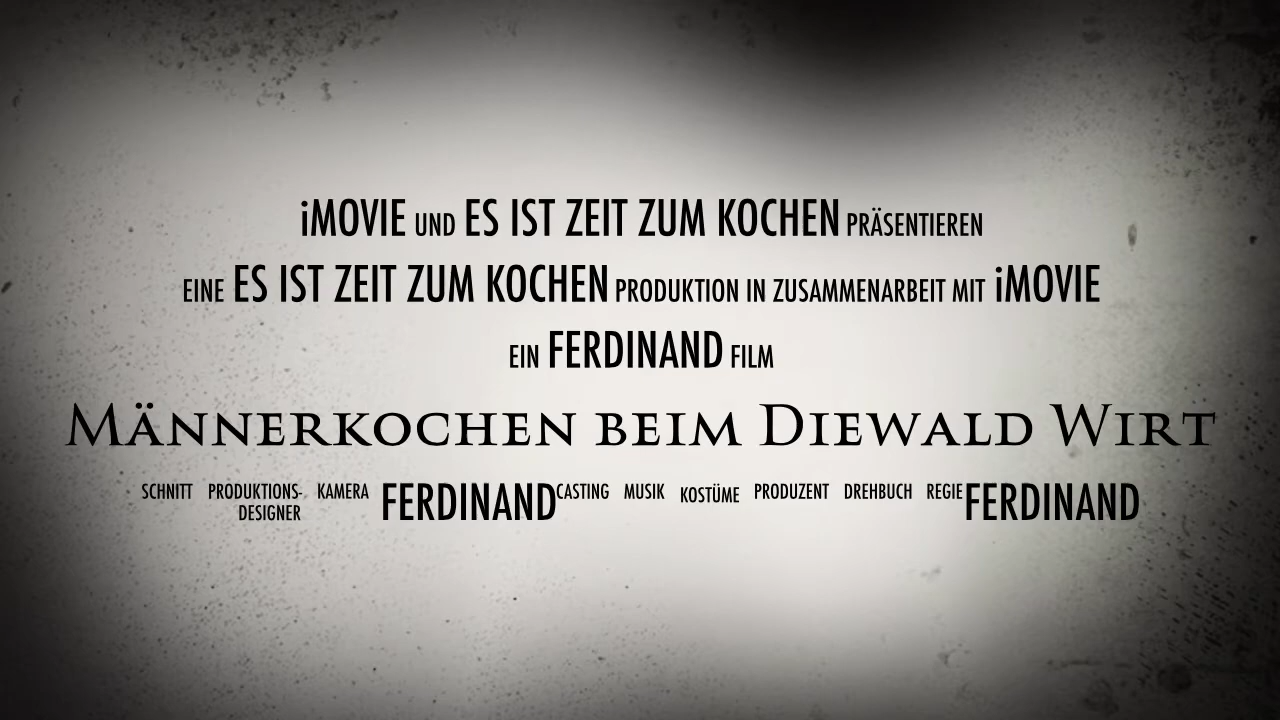 iMOVIE UND ES IST ZEIT ZUM KOCHEN PRÄSENTIEREN
EINE ES IST ZEIT ZUM KOCHEN PRODUKTION IN ZUSAMMENARBEIT MIT iMOVIE
EIN FERDINAND FILM
MÄNNERKOCHEN BEIM DIEWALD WIRT
SCHNITT PRODUKTIONS- KAMERA FERDINAND CASTING MUSIK KOSTÜME PRODUZENT DREHBUCH REGIE FERDINAND
DESIGNER